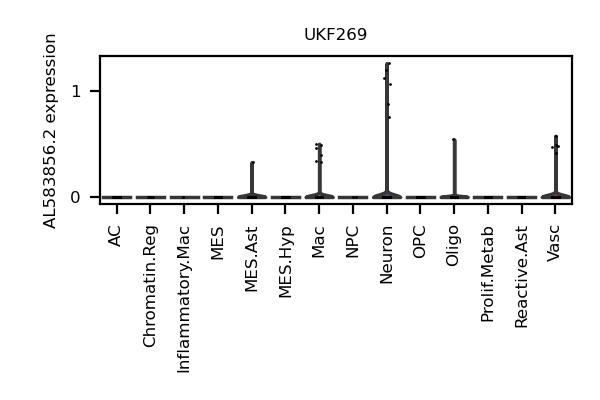 UKF269
AL583856.2 expression
1
0
AC
Chromatin.Reg
Inflammatory.Mac
MES
MES.Ast
MES.Hyp
Mac
NPC
Neuron
OPC
Oligo
Prolif.Metab
Reactive.Ast
Vasc